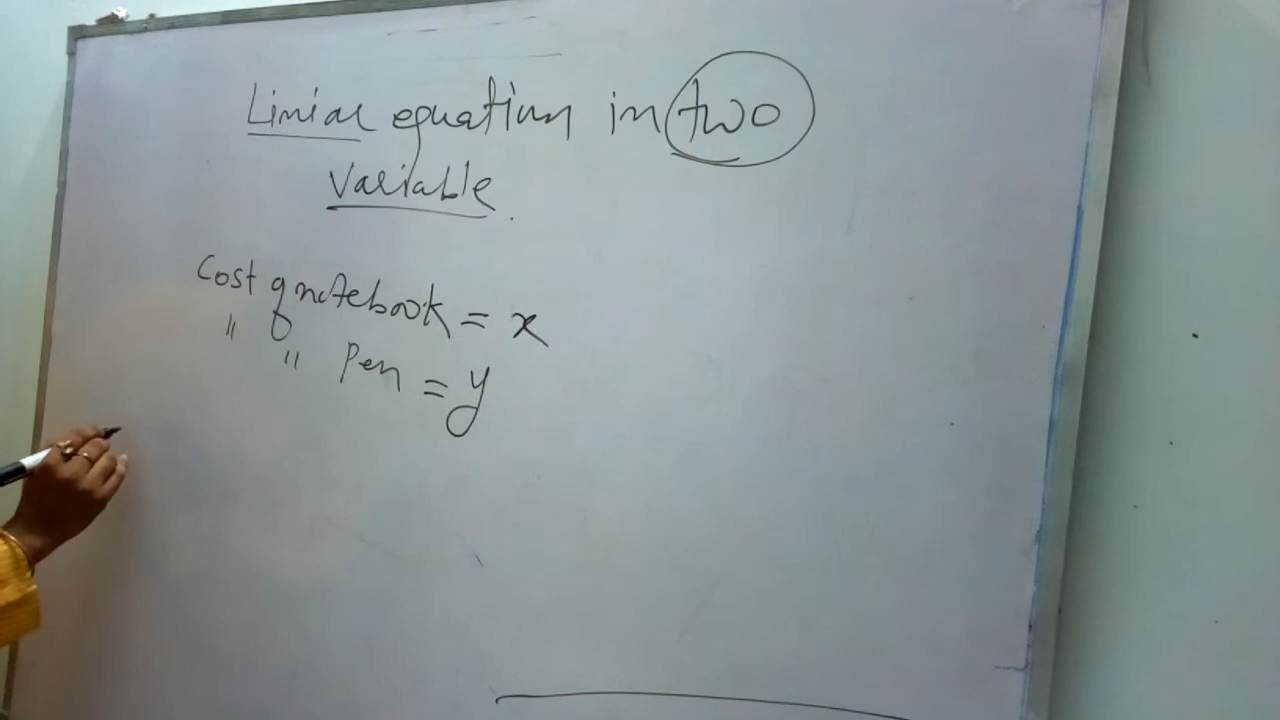 Liniar equation in two
variable.
Cost of notebook = x
" " Pen = y